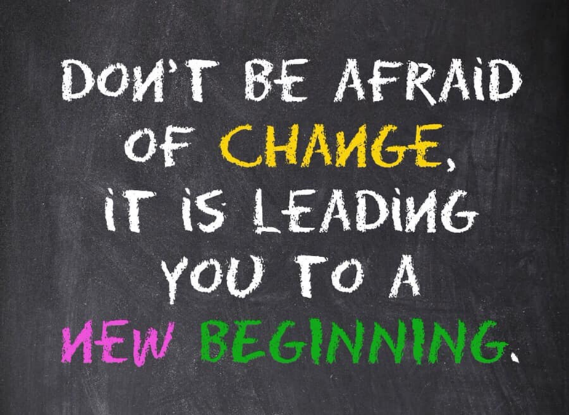 DON'T BE AFRAID
OF CHANGE,
iT iS LEADiNG
YOU TO A
NEW BEGINNING.